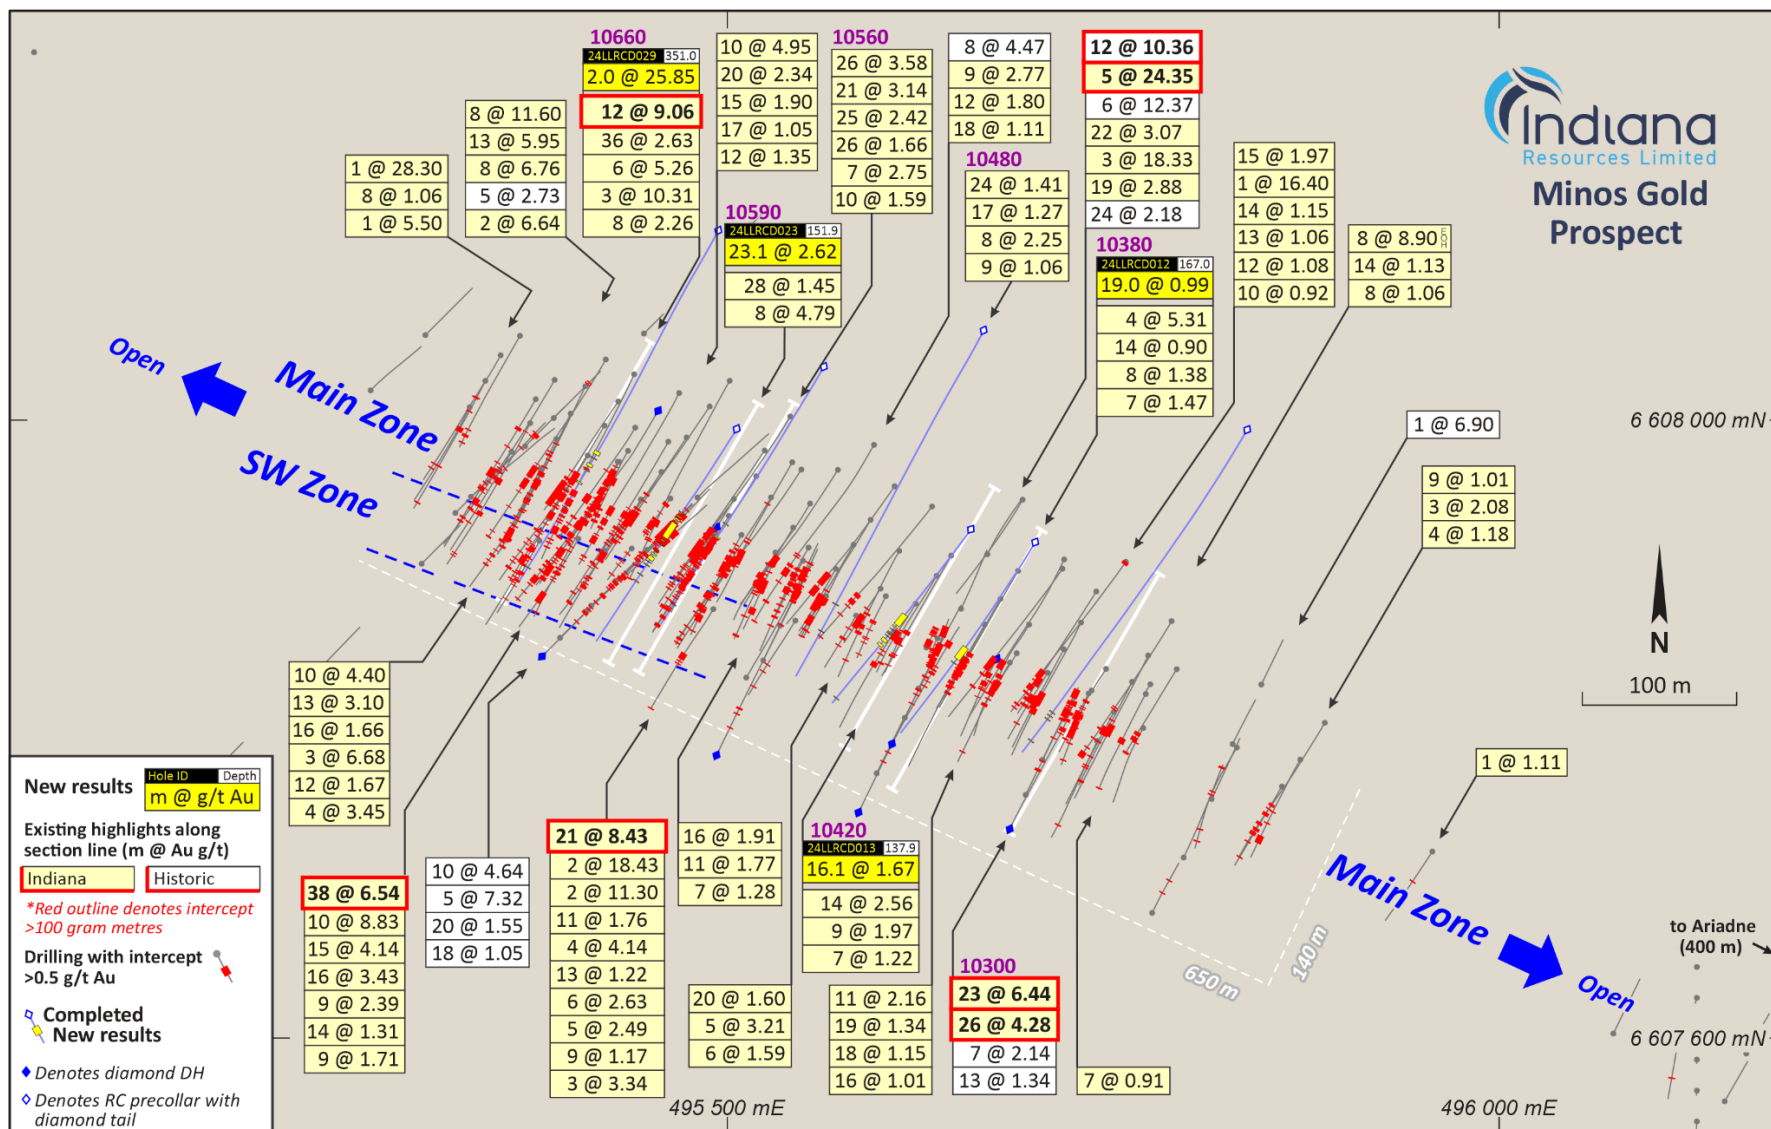 10660
24LLRCD029 351.0
2.0 @ 25.85
12 @ 9.06
36 @ 2.63
6 @ 5.26
3 @ 10.31
8 @ 2.26
10 @ 4.95
20 @ 2.34
15 @ 1.90
17 @ 1.05
12 @ 1.35
10560
26 @ 3.58
21 @ 3.14
25 @ 2.42
26 @ 1.66
7 @ 2.75
10 @ 1.59
8 @ 4.47
9 @ 2.77
12 @ 1.80
18 @ 1.11
12 @ 10.36
5 @ 24.35
6 @ 12.37
22 @ 3.07
3 @ 18.33
19 @ 2.88
24 @ 2.18
Indiana
Resources Limited
Minos Gold
Prospect
8 @ 11.60
13 @ 5.95
8 @ 6.76
5 @ 2.73
2 @ 6.64
1 @ 28.30
8 @ 1.06
1 @ 5.50
10590
24LLRCD023 151.9
23.1 @ 2.62
28 @ 1.45
8 @ 4.79
10480
24 @ 1.41
17 @ 1.27
8 @ 2.25
9 @ 1.06
10380
24LLRCD012 167.0
19.0 @ 0.99
4 @ 5.31
14 @ 0.90
8 @ 1.38
7 @ 1.47
15 @ 1.97
1 @ 16.40
14 @ 1.15
13 @ 1.06
12 @ 1.08
10 @ 0.92
8 @ 8.90 EOH
14 @ 1.13
8 @ 1.06
Open
Main Zone
SW Zone
6 608 000 mN
1 @ 6.90
9 @ 1.01
3 @ 2.08
4 @ 1.18
N
100 m
1 @ 1.11
10 @ 4.40
13 @ 3.10
16 @ 1.66
3 @ 6.68
12 @ 1.67
4 @ 3.45
38 @ 6.54
10 @ 8.83
15 @ 4.14
16 @ 3.43
9 @ 2.39
14 @ 1.31
9 @ 1.71
10 @ 4.64
5 @ 7.32
20 @ 1.55
18 @ 1.05
21 @ 8.43
2 @ 18.43
2 @ 11.30
11 @ 1.76
4 @ 4.14
13 @ 1.22
6 @ 2.63
5 @ 2.49
9 @ 1.17
3 @ 3.34
16 @ 1.91
11 @ 1.77
7 @ 1.28
20 @ 1.60
5 @ 3.21
6 @ 1.59
10420
24LLRCD013 137.9
16.1 @ 1.67
14 @ 2.56
9 @ 1.97
7 @ 1.22
11 @ 2.16
19 @ 1.34
18 @ 1.15
16 @ 1.01
10300
23 @ 6.44
26 @ 4.28
7 @ 2.14
13 @ 1.34
7 @ 0.91
650 m
140 m
Main Zone
Open
to Ariadne
(400 m)
6 607 600 mN
495 500 mE
496 000 mE
New results
Hole ID Depth
m @ g/t Au
Existing highlights along
section line (m @ Au g/t)
Indiana Historic
*Red outline denotes intercept
>100 gram metres
Drilling with intercept
>0.5 g/t Au
Completed
New results
Denotes diamond DH
Denotes RC precollar with
diamond tail